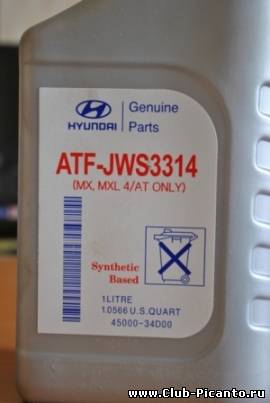 HYUNDAI
Genuine
Parts
ATF-JWS3314
(MX, MXL 4/AT ONLY)
Synthetic
Based
1LITRE
1.0566 U.S.QUART
45000-34D00
www.Club-Picanto.ru